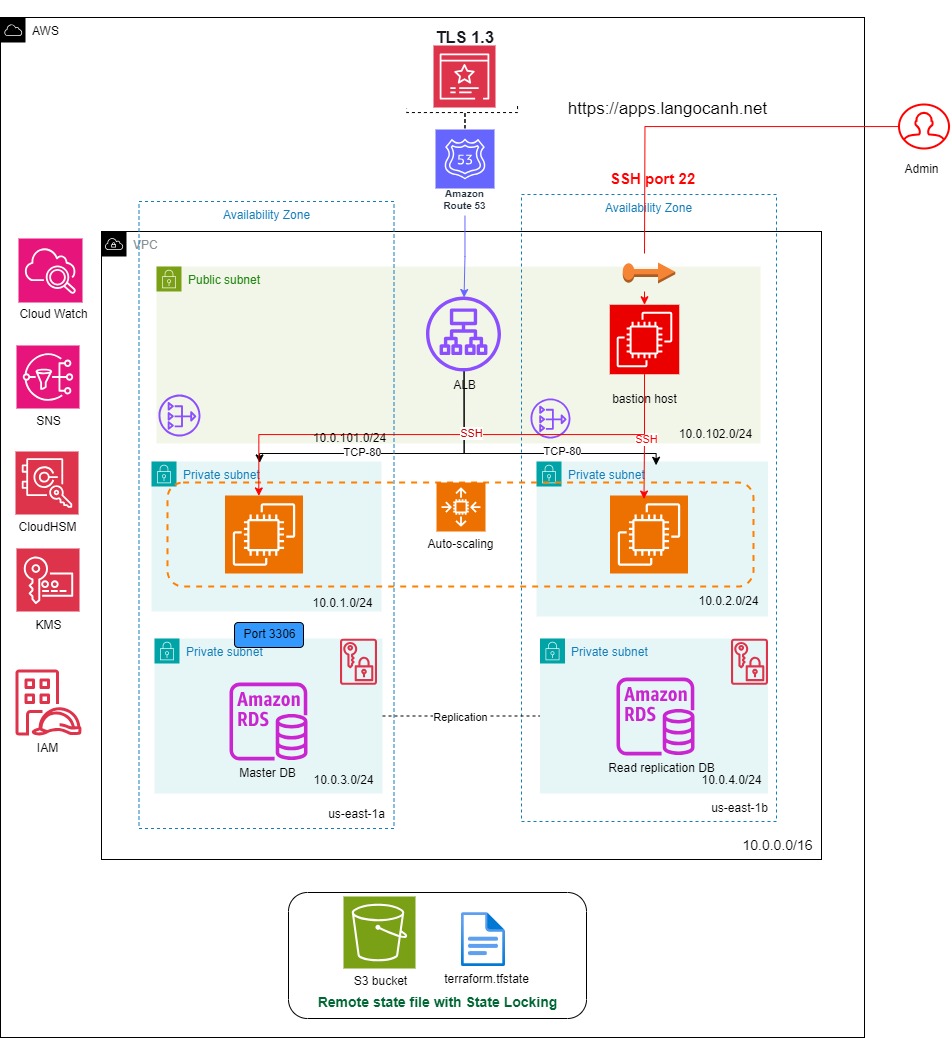 AWS
TLS 1.3
https://apps.langocanh.net
53
Admin
Amazon
Route 53
SSH port 22
Availability Zone
Availability Zone
VPC
Public subnet
Cloud Watch
ALB
bastion host
SNS
10.0.101.0/24
SSH
SSH
10.0.102.0/24
TCP-80
TCP-80
Private subnet
Private subnet
CloudHSM
Auto-scaling
10.0.1.0/24
10.0.2.0/24
KMS
Port 3306
Private subnet
Private subnet
Amazon
RDS
Amazon
RDS
Replication
IAM
Master DB
Read replication DB
10.0.3.0/24
10.0.4.0/24
us-east-1a
us-east-1b
10.0.0.0/16
S3 bucket
terraform.tfstate
Remote state file with State Locking